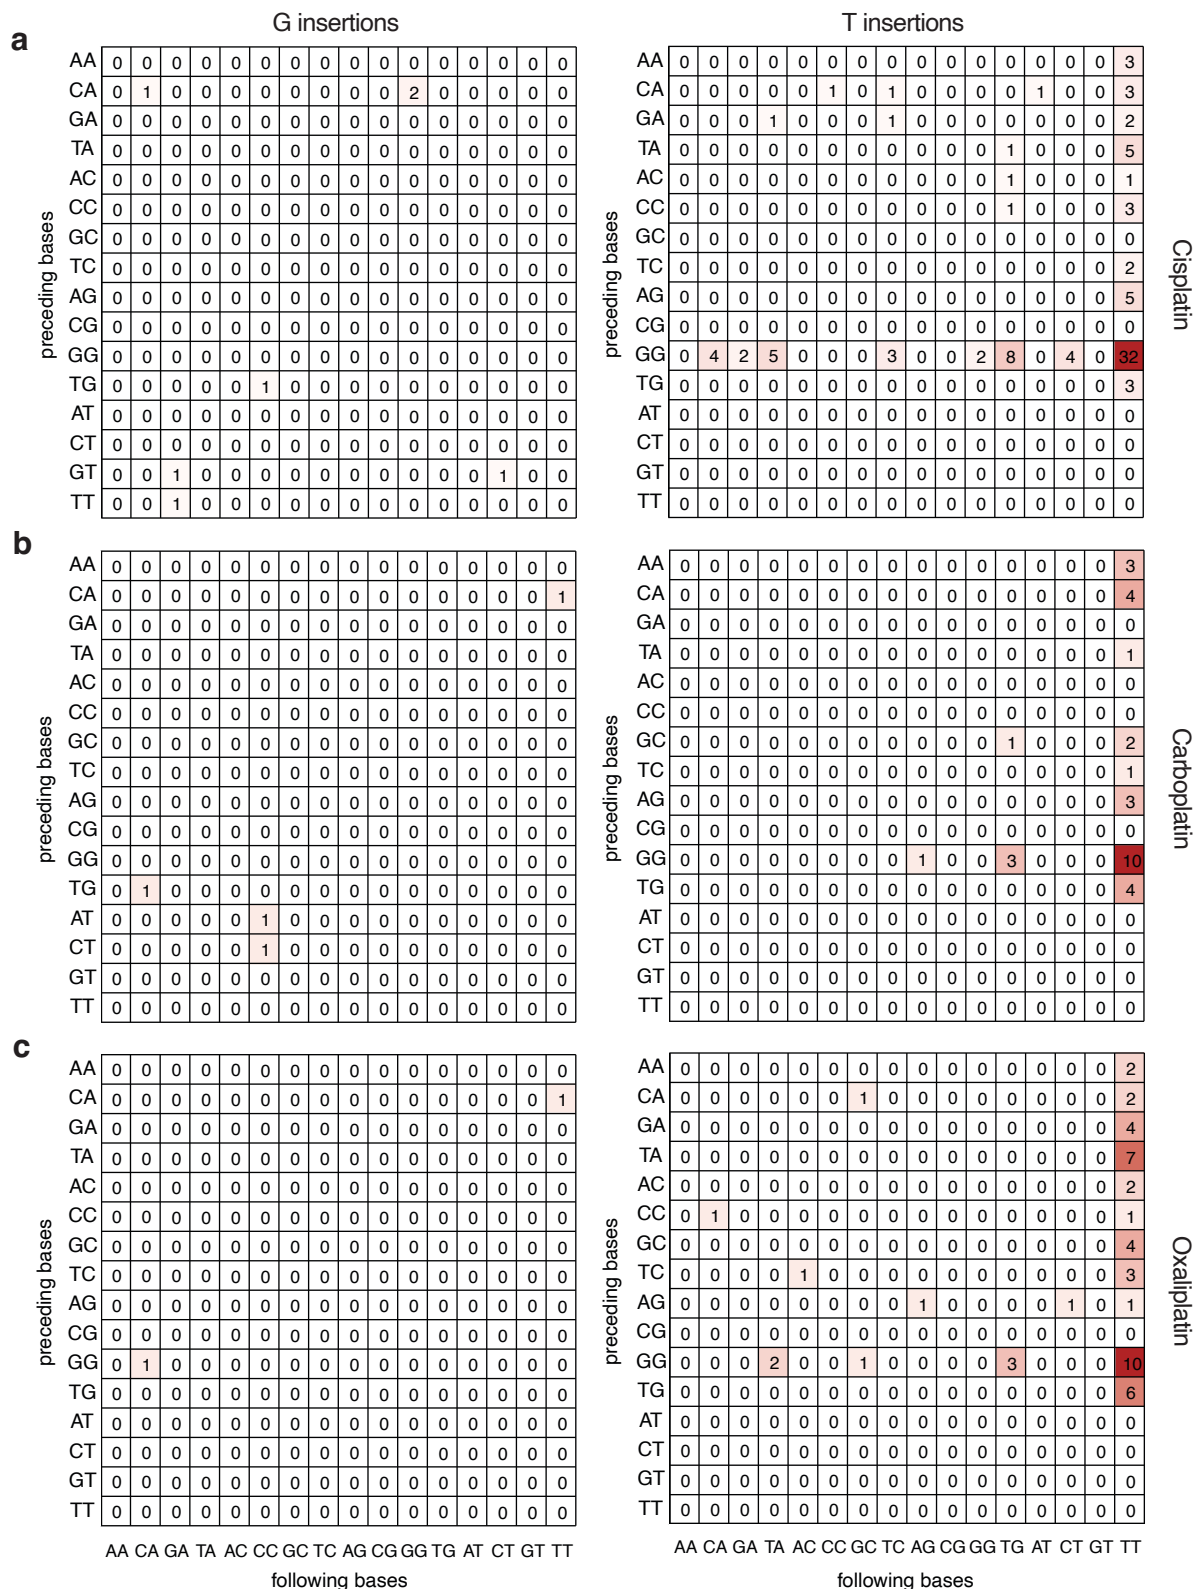 G insertions
T insertions
a
preceding bases
AA 0 0 0 0 0 0 0 0 0 0 0 0 0 0 0 0
CA 0 1 0 0 0 0 0 0 0 0 2 0 0 0 0 0
GA 0 0 0 0 0 0 0 0 0 0 0 0 0 0 0 0
TA 0 0 0 0 0 0 0 0 0 0 0 0 0 0 0 0
AC 0 0 0 0 0 0 0 0 0 0 0 0 0 0 0 0
CC 0 0 0 0 0 0 0 0 0 0 0 0 0 0 0 0
GC 0 0 0 0 0 0 0 0 0 0 0 0 0 0 0 0
TC 0 0 0 0 0 0 0 0 0 0 0 0 0 0 0 0
AG 0 0 0 0 0 0 0 0 0 0 0 0 0 0 0 0
CG 0 0 0 0 0 0 0 0 0 0 0 0 0 0 0 0
GG 0 0 0 0 0 0 0 0 0 0 0 0 0 0 0 0
TG 0 0 0 0 0 1 0 0 0 0 0 0 0 0 0 0
AT 0 0 0 0 0 0 0 0 0 0 0 0 0 0 0 0
CT 0 0 0 0 0 0 0 0 0 0 0 0 0 0 0 0
GT 0 0 1 0 0 0 0 0 0 0 0 0 0 1 0 0
TT 0 0 1 0 0 0 0 0 0 0 0 0 0 0 0 0
preceding bases
AA 0 0 0 0 0 0 0 0 0 0 0 0 0 0 0 3
CA 0 0 0 0 0 1 0 1 0 0 0 0 1 0 0 3
GA 0 0 0 1 0 0 0 1 0 0 0 0 0 0 0 2
TA 0 0 0 0 0 0 0 0 0 0 0 1 0 0 0 5
AC 0 0 0 0 0 0 0 0 0 0 0 1 0 0 0 1
CC 0 0 0 0 0 0 0 0 0 0 0 1 0 0 0 3
GC 0 0 0 0 0 0 0 0 0 0 0 0 0 0 0 0
TC 0 0 0 0 0 0 0 0 0 0 0 0 0 0 0 2
AG 0 0 0 0 0 0 0 0 0 0 0 0 0 0 0 5
CG 0 0 0 0 0 0 0 0 0 0 0 0 0 0 0 0
GG 0 4 2 5 0 0 0 3 0 0 2 8 0 4 0 32
TG 0 0 0 0 0 0 0 0 0 0 0 0 0 0 0 3
AT 0 0 0 0 0 0 0 0 0 0 0 0 0 0 0 0
CT 0 0 0 0 0 0 0 0 0 0 0 0 0 0 0 0
GT 0 0 0 0 0 0 0 0 0 0 0 0 0 0 0 0
TT 0 0 0 0 0 0 0 0 0 0 0 0 0 0 0 0
Cisplatin
b
preceding bases
AA 0 0 0 0 0 0 0 0 0 0 0 0 0 0 0 0
CA 0 0 0 0 0 0 0 0 0 0 0 0 0 0 0 1
GA 0 0 0 0 0 0 0 0 0 0 0 0 0 0 0 0
TA 0 0 0 0 0 0 0 0 0 0 0 0 0 0 0 0
AC 0 0 0 0 0 0 0 0 0 0 0 0 0 0 0 0
CC 0 0 0 0 0 0 0 0 0 0 0 0 0 0 0 0
GC 0 0 0 0 0 0 0 0 0 0 0 0 0 0 0 0
TC 0 0 0 0 0 0 0 0 0 0 0 0 0 0 0 0
AG 0 0 0 0 0 0 0 0 0 0 0 0 0 0 0 0
CG 0 0 0 0 0 0 0 0 0 0 0 0 0 0 0 0
GG 0 0 0 0 0 0 0 0 0 0 0 0 0 0 0 0
TG 0 1 0 0 0 0 0 0 0 0 0 0 0 0 0 0
AT 0 0 0 0 0 1 0 0 0 0 0 0 0 0 0 0
CT 0 0 0 0 0 1 0 0 0 0 0 0 0 0 0 0
GT 0 0 0 0 0 0 0 0 0 0 0 0 0 0 0 0
TT 0 0 0 0 0 0 0 0 0 0 0 0 0 0 0 0
preceding bases
AA 0 0 0 0 0 0 0 0 0 0 0 0 0 0 0 3
CA 0 0 0 0 0 0 0 0 0 0 0 0 0 0 0 4
GA 0 0 0 0 0 0 0 0 0 0 0 0 0 0 0 0
TA 0 0 0 0 0 0 0 0 0 0 0 0 0 0 0 1
AC 0 0 0 0 0 0 0 0 0 0 0 0 0 0 0 0
CC 0 0 0 0 0 0 0 0 0 0 0 0 0 0 0 0
GC 0 0 0 0 0 0 0 0 0 0 0 1 0 0 0 2
TC 0 0 0 0 0 0 0 0 0 0 0 0 0 0 0 1
AG 0 0 0 0 0 0 0 0 0 0 0 0 0 0 0 3
CG 0 0 0 0 0 0 0 0 0 0 0 0 0 0 0 0
GG 0 0 0 0 0 0 0 0 1 0 0 3 0 0 0 10
TG 0 0 0 0 0 0 0 0 0 0 0 0 0 0 0 4
AT 0 0 0 0 0 0 0 0 0 0 0 0 0 0 0 0
CT 0 0 0 0 0 0 0 0 0 0 0 0 0 0 0 0
GT 0 0 0 0 0 0 0 0 0 0 0 0 0 0 0 0
TT 0 0 0 0 0 0 0 0 0 0 0 0 0 0 0 0
Carboplatin
c
preceding bases
AA 0 0 0 0 0 0 0 0 0 0 0 0 0 0 0 0
CA 0 0 0 0 0 0 0 0 0 0 0 0 0 0 0 1
GA 0 0 0 0 0 0 0 0 0 0 0 0 0 0 0 0
TA 0 0 0 0 0 0 0 0 0 0 0 0 0 0 0 0
AC 0 0 0 0 0 0 0 0 0 0 0 0 0 0 0 0
CC 0 0 0 0 0 0 0 0 0 0 0 0 0 0 0 0
GC 0 0 0 0 0 0 0 0 0 0 0 0 0 0 0 0
TC 0 0 0 0 0 0 0 0 0 0 0 0 0 0 0 0
AG 0 0 0 0 0 0 0 0 0 0 0 0 0 0 0 0
CG 0 0 0 0 0 0 0 0 0 0 0 0 0 0 0 0
GG 0 1 0 0 0 0 0 0 0 0 0 0 0 0 0 0
TG 0 0 0 0 0 0 0 0 0 0 0 0 0 0 0 0
AT 0 0 0 0 0 0 0 0 0 0 0 0 0 0 0 0
CT 0 0 0 0 0 0 0 0 0 0 0 0 0 0 0 0
GT 0 0 0 0 0 0 0 0 0 0 0 0 0 0 0 0
TT 0 0 0 0 0 0 0 0 0 0 0 0 0 0 0 0
AA CA GA TA AC CC GC TC AG CG GG TG AT CT GT TT
following bases
preceding bases
AA 0 0 0 0 0 0 0 0 0 0 0 0 0 0 0 2
CA 0 0 0 0 0 0 1 0 0 0 0 0 0 0 0 2
GA 0 0 0 0 0 0 0 0 0 0 0 0 0 0 0 4
TA 0 0 0 0 0 0 0 0 0 0 0 0 0 0 0 7
AC 0 0 0 0 0 0 0 0 0 0 0 0 0 0 0 2
CC 0 1 0 0 0 0 0 0 0 0 0 0 0 0 0 1
GC 0 0 0 0 0 0 0 0 0 0 0 0 0 0 0 4
TC 0 0 0 0 1 0 0 0 0 0 0 0 0 0 0 3
AG 0 0 0 0 0 0 0 0 1 0 0 0 0 1 0 1
CG 0 0 0 0 0 0 0 0 0 0 0 0 0 0 0 0
GG 0 0 0 2 0 0 1 0 0 0 0 3 0 0 0 10
TG 0 0 0 0 0 0 0 0 0 0 0 0 0 0 0 6
AT 0 0 0 0 0 0 0 0 0 0 0 0 0 0 0 0
CT 0 0 0 0 0 0 0 0 0 0 0 0 0 0 0 0
GT 0 0 0 0 0 0 0 0 0 0 0 0 0 0 0 0
TT 0 0 0 0 0 0 0 0 0 0 0 0 0 0 0 0
AA CA GA TA AC CC GC TC AG CG GG TG AT CT GT TT
following bases
Oxaliplatin